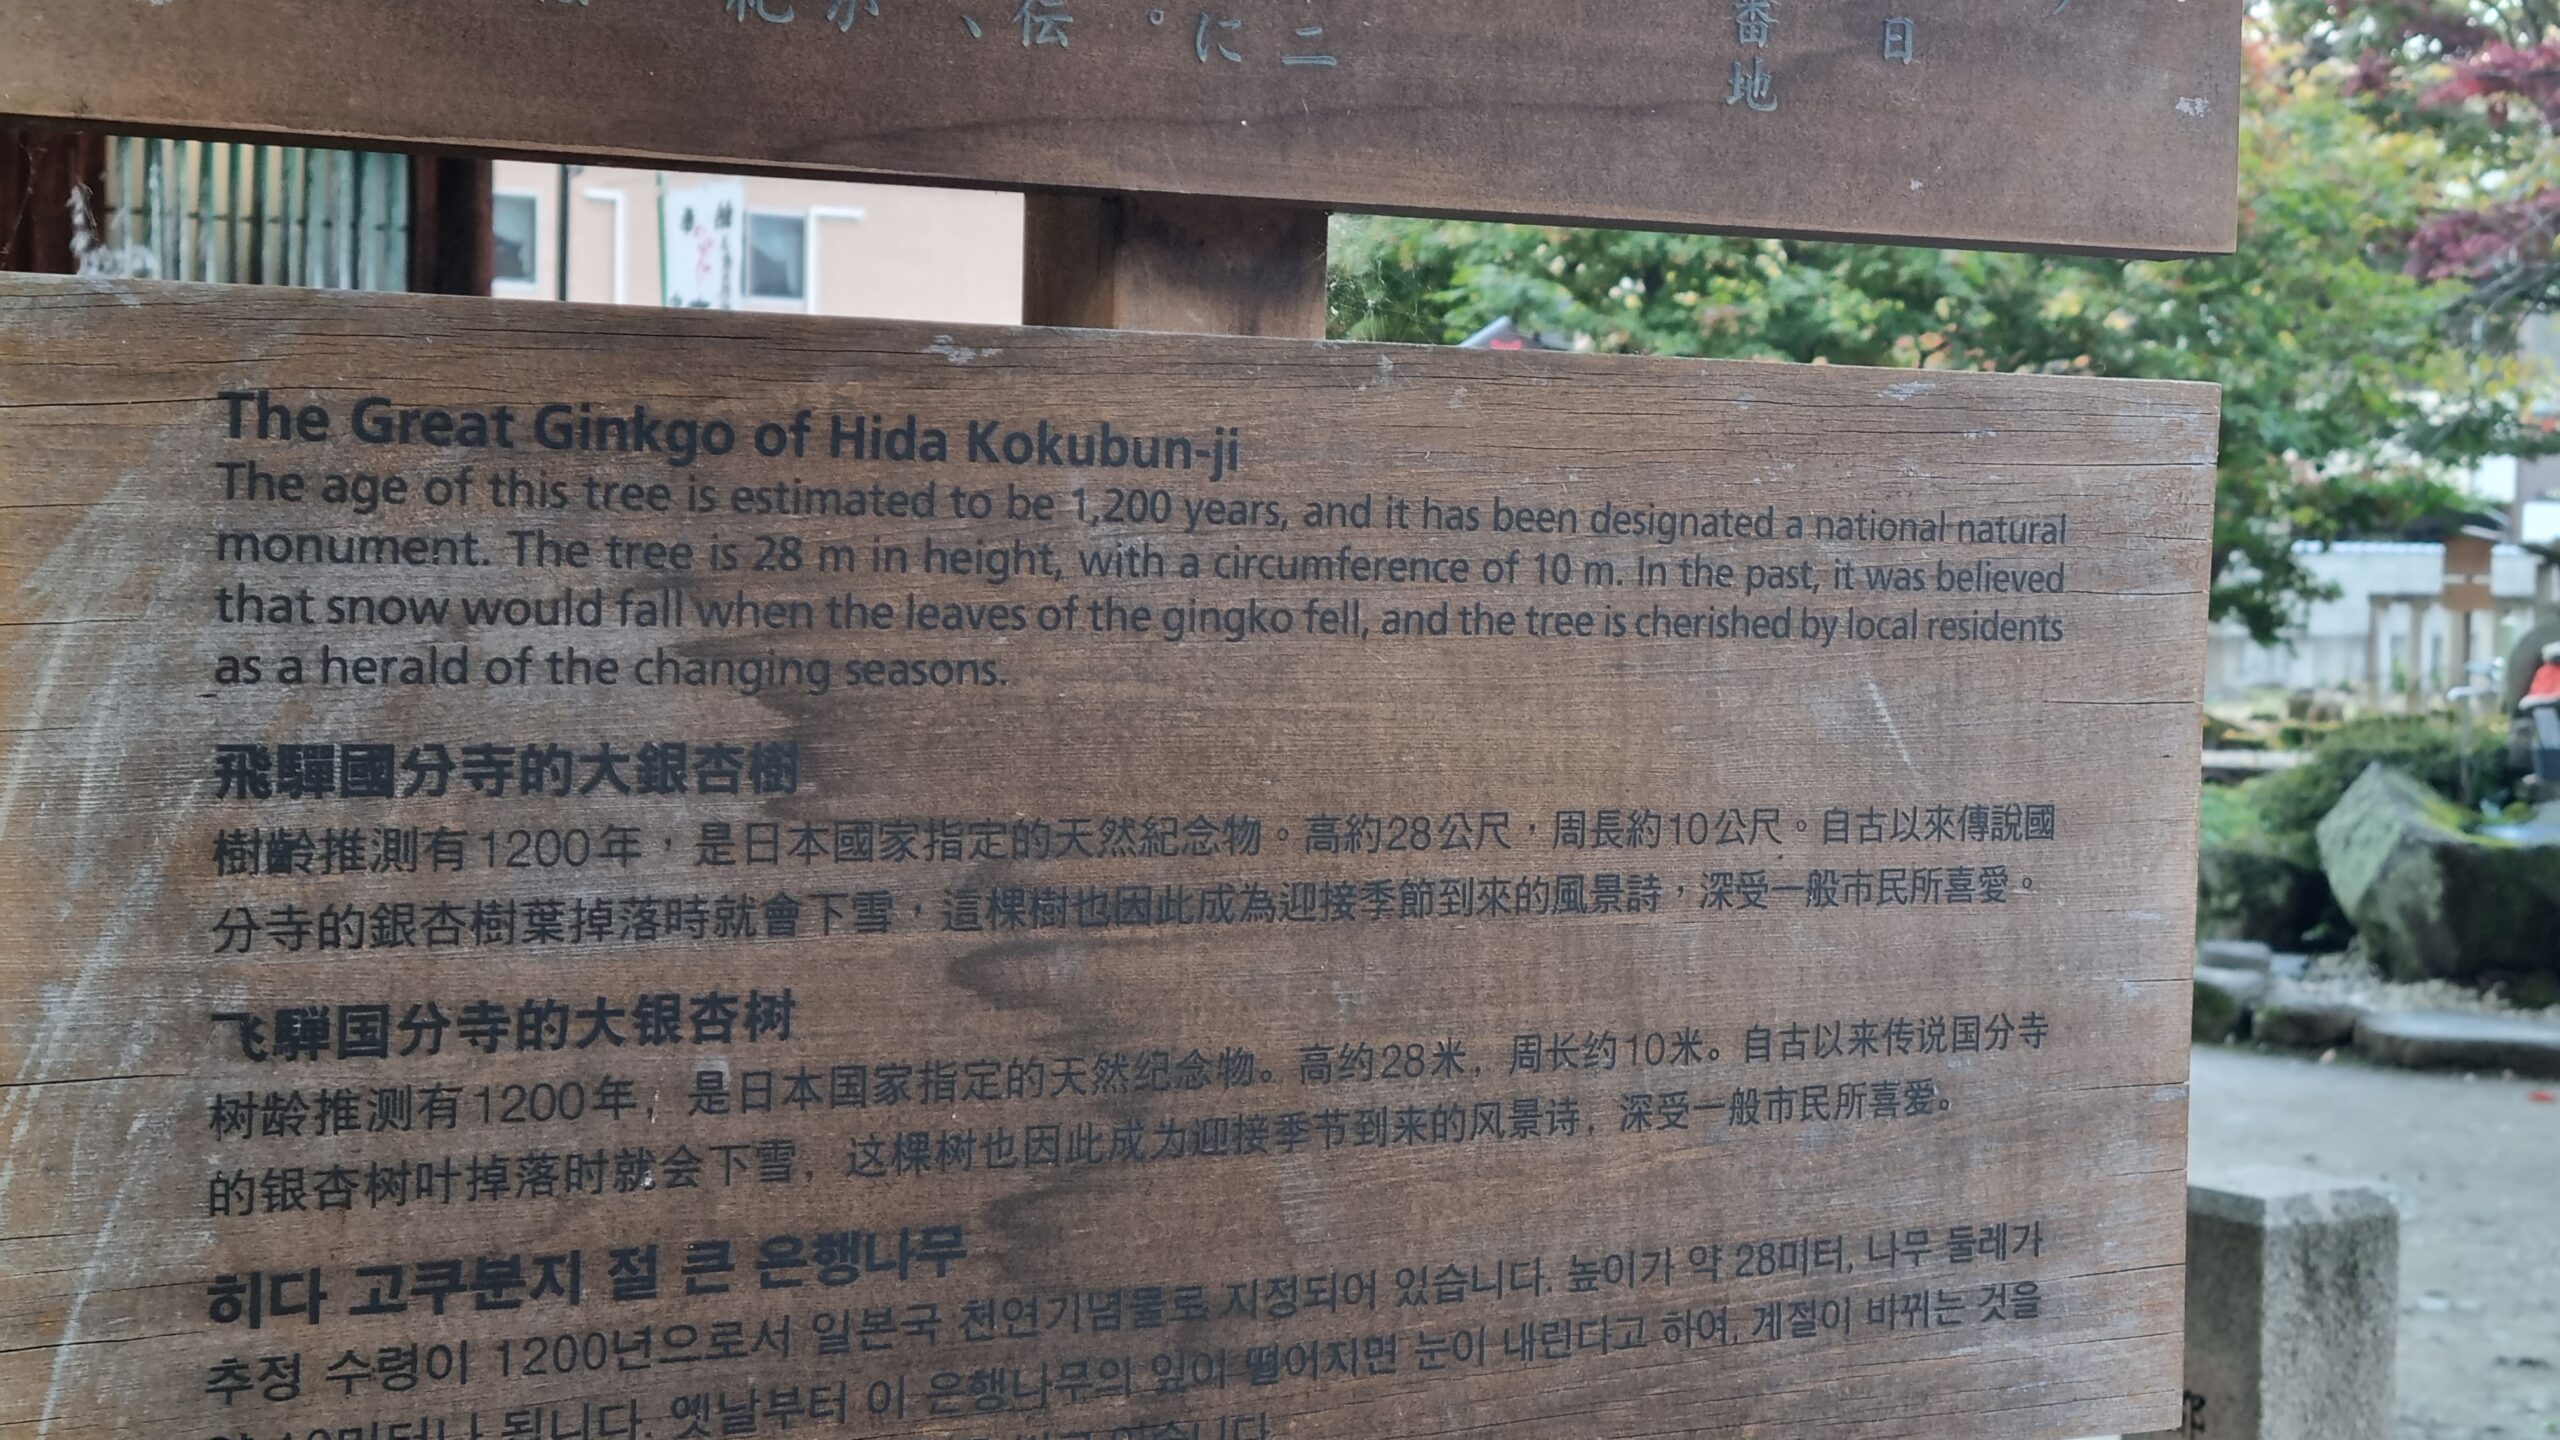 番地
日
二
に
。
、伝
The Great Ginkgo of Hida Kokubun-ji
The age of this tree is estimated to be 1,200 years, and it has been designated a national natural
monument. The tree is 28 m in height, with a circumference of 10 m. In the past, it was believed
that snow would fall when the leaves of the gingko fell, and the tree is cherished by local residents
as a herald of the changing seasons.
飛驒國分寺的大銀杏樹
樹齡推測有1200年，是日本國家指定的天然紀念物。高約28公尺，周長約10公尺。自古以來傳說國
分寺的銀杏樹葉掉落時就會下雪，這棵樹也因此成為迎接季節到來的風景詩，深受一般市民所喜愛。
飞騨国分寺的大银杏树
树龄推测有1200年，是日本国家指定的天然纪念物。高约28米，周长约10米。自古以来传说国分寺
的银杏树叶掉落时就会下雪，这棵树也因此成为迎接季节到来的风景诗，深受一般市民所喜爱。
히다 고쿠분지 절 큰 은행나무
추정 수령이 1200년으로서 일본국 천연기념물로 지정되어 있습니다. 높이가 약 28미터, 나무 둘레가
약 10미터나 됩니다. 옛날부터 이 은행나무의 잎이 떨어지면 눈이 내린다고 하여, 계절이 바뀌는 것을